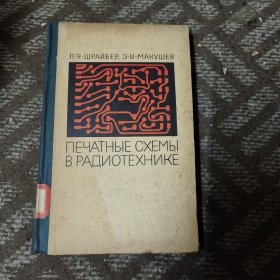 Л·Я·ШРАЙБЕР, Э·И·МАКУШЕВ
ПЕЧАТНЫЕ СХЕМЫ
В РАДИОТЕХНИКЕ